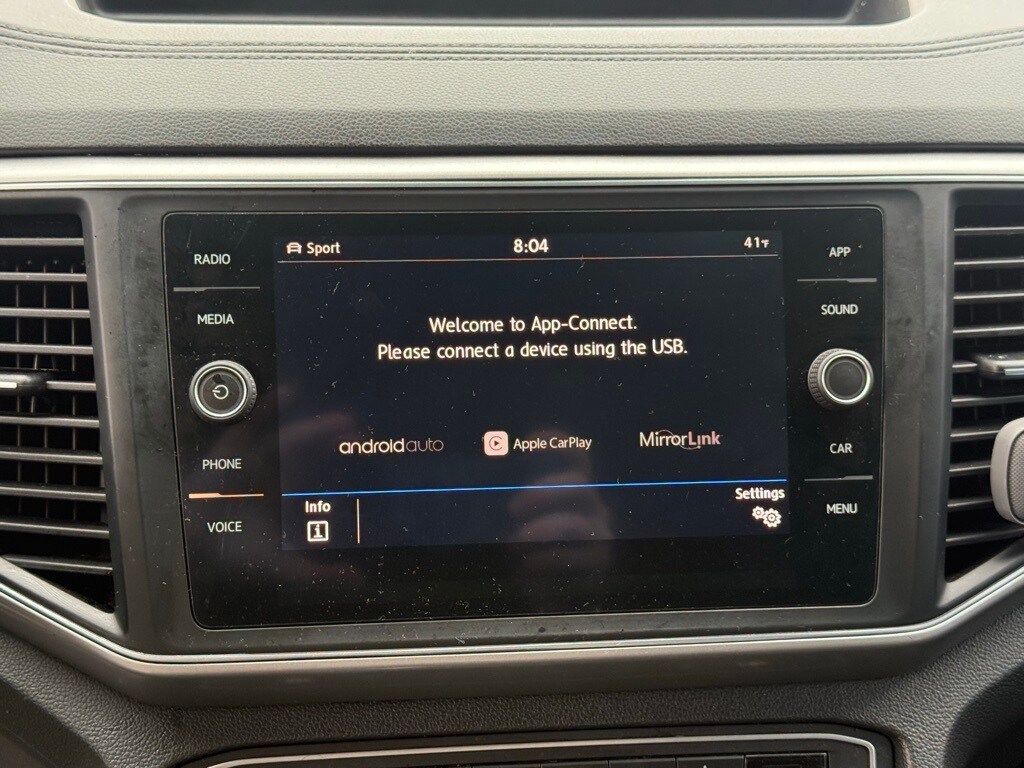 RADIO
MEDIA
PHONE
VOICE
Sport
8:04
41°F
Welcome to App-Connect.
Please connect a device using the USB.
androidauto
Apple CarPlay
MirrorLink
Info
i
Settings
APP
SOUND
CAR
MENU